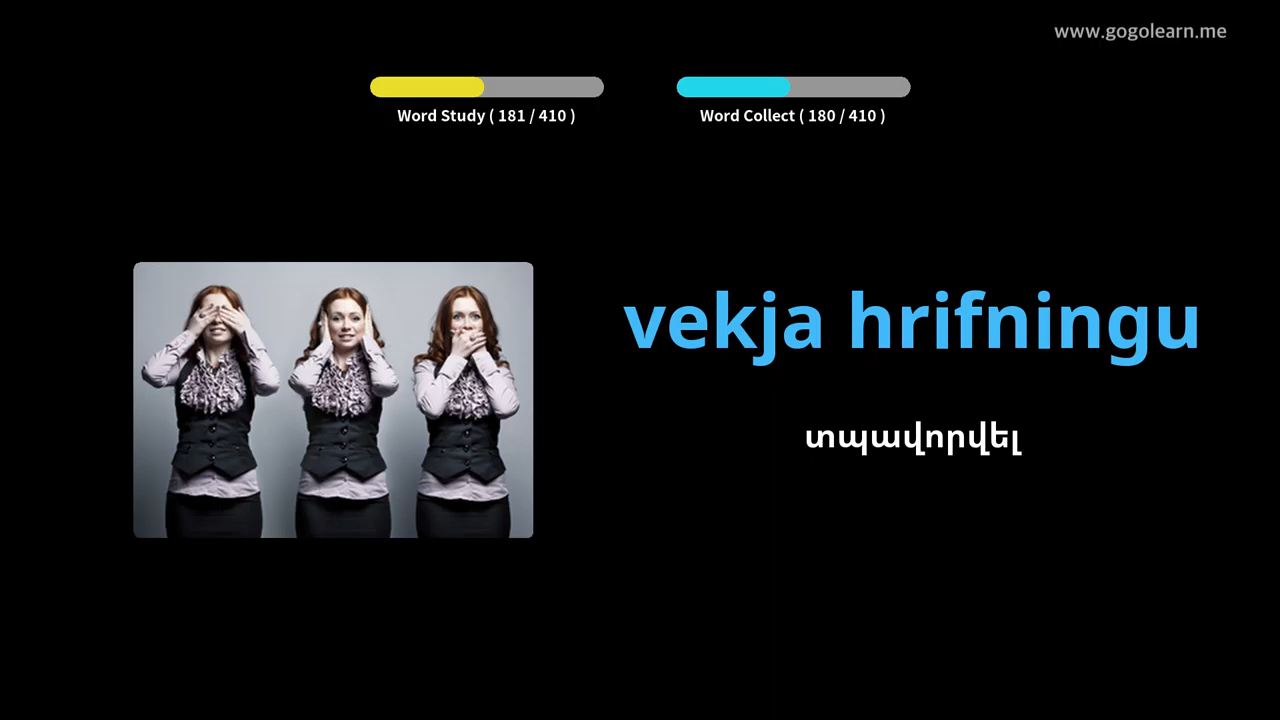 www.gogolearn.me
Word Study ( 181 / 410 )
Word Collect ( 180 / 410 )
vekja hrifningu
տպավորվել